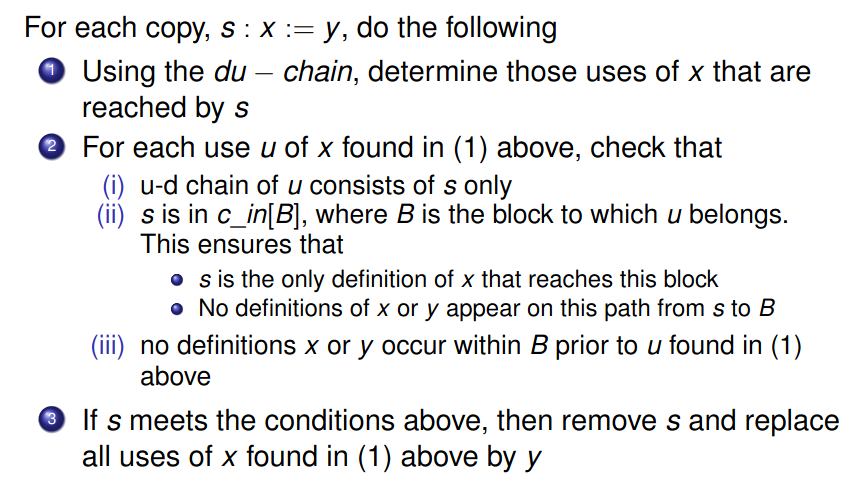 For each copy, s : x := y, do the following
1 Using the du − chain, determine those uses of x that are
reached by s
2 For each use u of x found in (1) above, check that
(i) u-d chain of u consists of s only
(ii) s is in c_in[B], where B is the block to which u belongs.
This ensures that
• s is the only definition of x that reaches this block
• No definitions of x or y appear on this path from s to B
(iii) no definitions x or y occur within B prior to u found in (1)
above
3 If s meets the conditions above, then remove s and replace
all uses of x found in (1) above by y